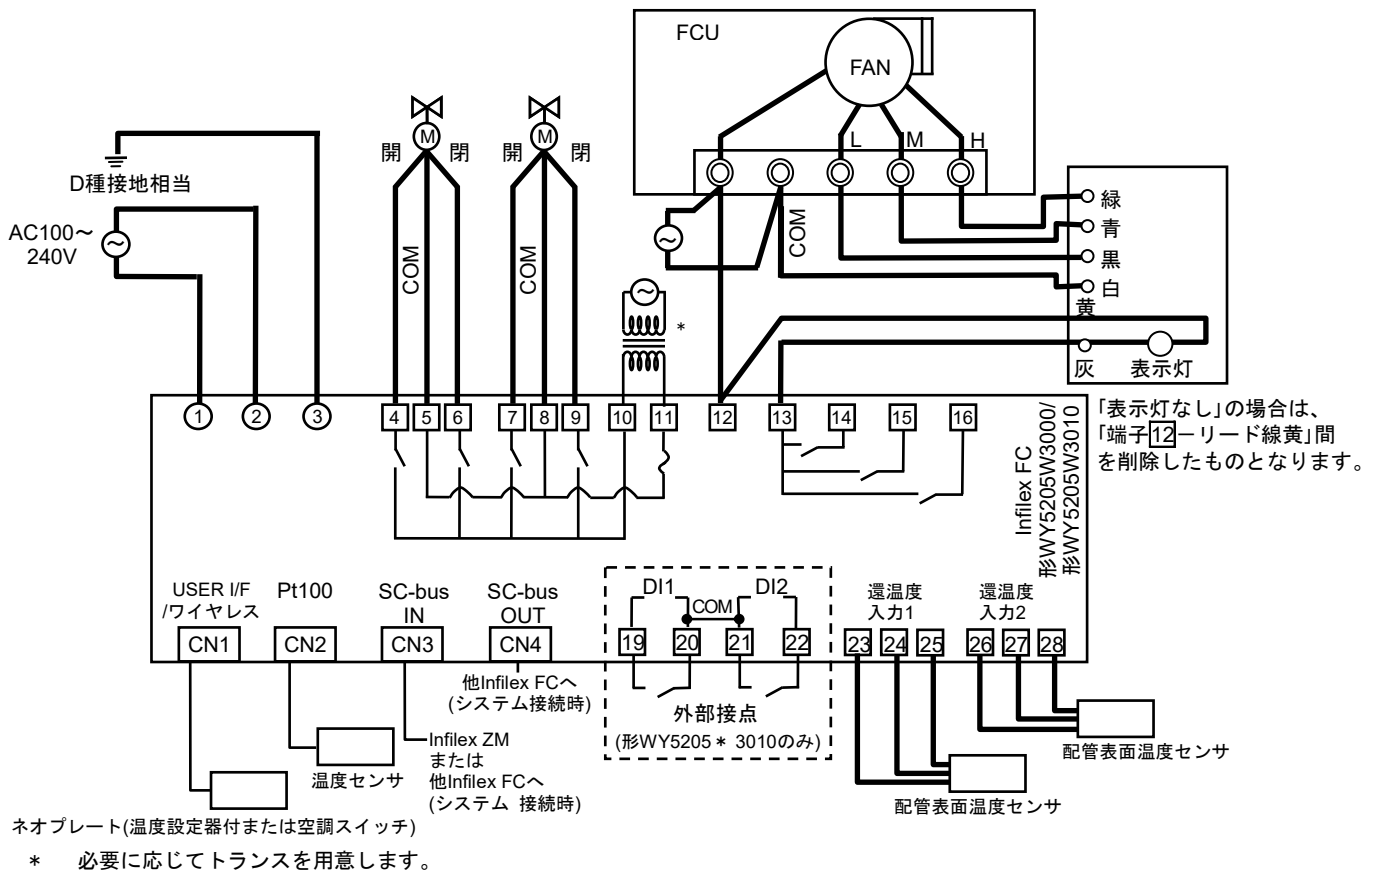 FCU
FAN
L
M
H
COM
M
M
開
閉
開
閉
COM
COM
D種接地相当
AC100～
240V
*
緑
青
黒
白
黄
灰
表示灯
1
2
3
4
5
6
7
8
9
10
11
12
13
14
15
16
｢表示灯なし｣の場合は、
｢端子12－リード線黄｣間
を削除したものとなります。
Infilex FC
形WY5205W3000/
形WY5205W3010
USER I/F
/ワイヤレス
Pt100
SC-bus
IN
SC-bus
OUT
DI1
COM
DI2
還温度
入力1
還温度
入力2
CN1
CN2
CN3
CN4
19
20
21
22
23
24
25
26
27
28
他Infilex FCへ
(システム接続時)
外部接点
(形WY5205＊ 3010のみ)
Infilex ZM
または
他Infilex FCへ
(システム 接続時)
温度センサ
配管表面温度センサ
配管表面温度センサ
ネオプレート(温度設定器付または空調スイッチ)
* 必要に応じてトランスを用意します。